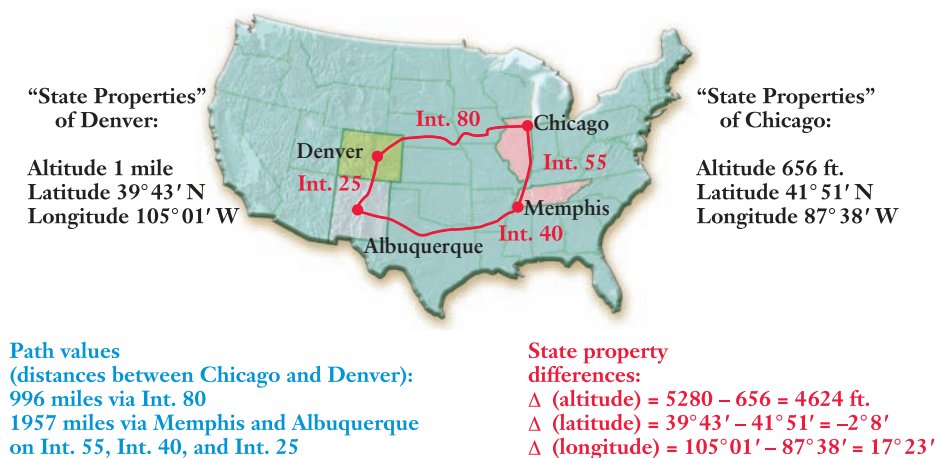 “State Properties”
of Denver:
Altitude 1 mile
Latitude 39°43′ N
Longitude 105°01′ W
Int. 80
Chicago
Denver
Int. 55
Int. 25
Memphis
Int. 40
Albuquerque
“State Properties”
of Chicago:
Altitude 656 ft.
Latitude 41°51′ N
Longitude 87°38′ W
Path values
(distances between Chicago and Denver):
996 miles via Int. 80
1957 miles via Memphis and Albuquerque
on Int. 55, Int. 40, and Int. 25
State property
differences:
Δ (altitude) = 5280 – 656 = 4624 ft.
Δ (latitude) = 39°43′ – 41°51′ = –2°8′
Δ (longitude) = 105°01′ – 87°38′ = 17°23′